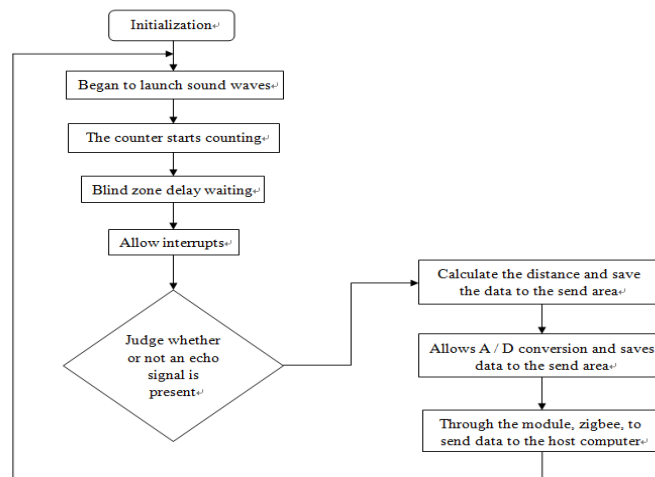 Initialization↵
Began to launch sound waves↵
The counter starts counting↵
Blind zone delay waiting↵
Allow interrupts↵
Judge whether
or not an echo
signal is
present↵
Calculate the distance and save
the data to the send area↵
Allows A / D conversion and saves
data to the send area↵
Through the module, zigbee, to
send data to the host computer↵